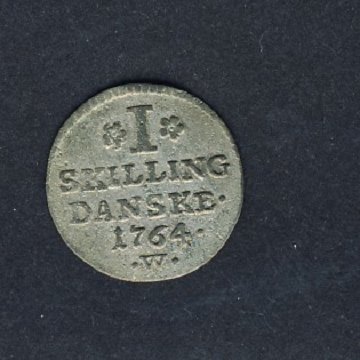 I
SKILLING
DANSKE·
1764·
·W·